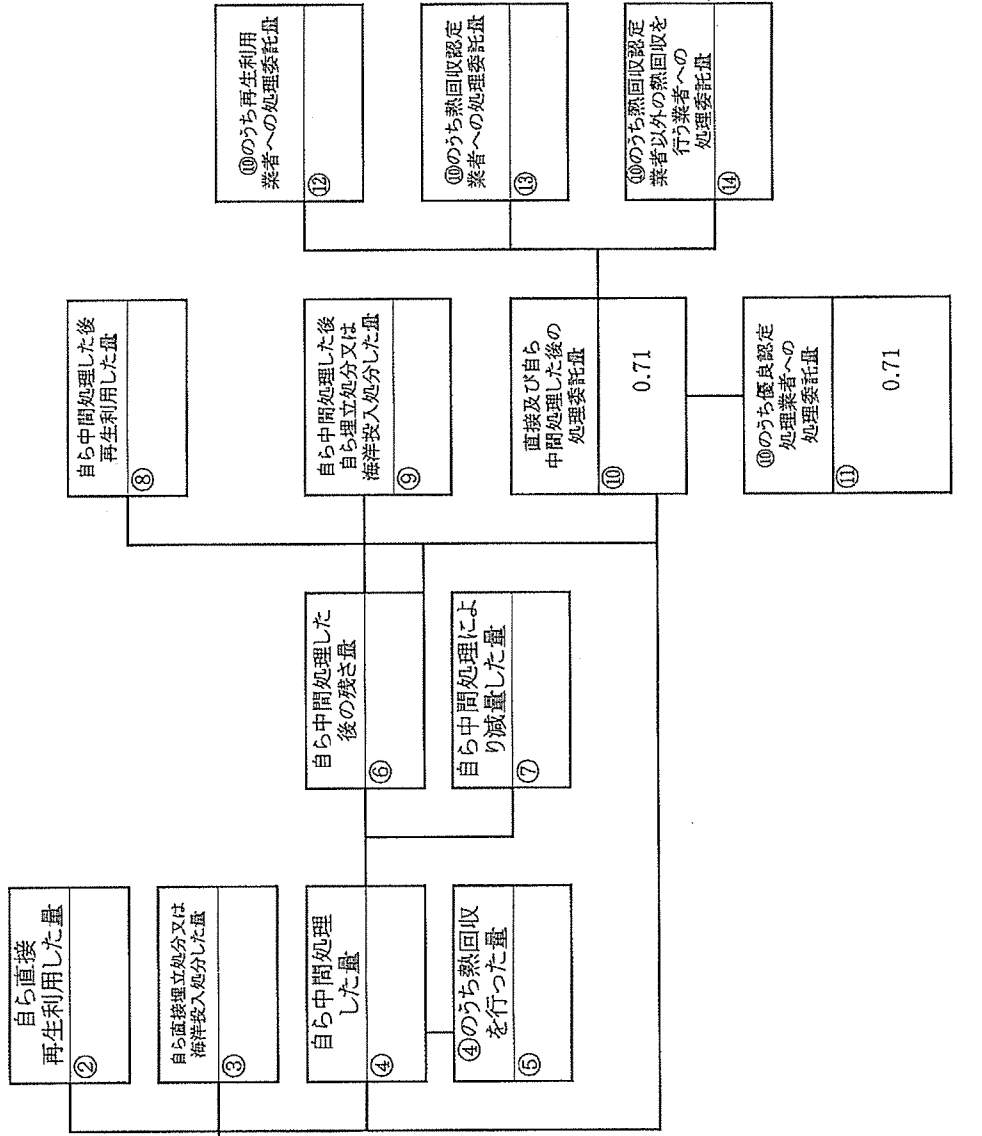 自ら直接
再生利用した量
②
自ら直接埋立処分又は
海洋投入処分した量
③
自ら中間処理
した量
④
④のうち熱回収
を行った量
⑤
自ら中間処理した
後の残さ量
⑥
自ら中間処理によ
り減量した量
⑦
自ら中間処理した後
再生利用した量
⑧
自ら中間処理した後
自ら埋立処分又は
海洋投入処分した量
⑨
直接及び自ら
中間処理した後の
処理委託量
⑩
0.71
⑩のうち優良認定
処理業者への
処理委託量
⑪
0.71
⑩のうち再生利用
業者への処理委託量
⑫
⑩のうち熱回収認定
業者への処理委託量
⑬
⑩のうち熱回収認定
業者以外の熱回収を
行う業者への
処理委託量
⑭